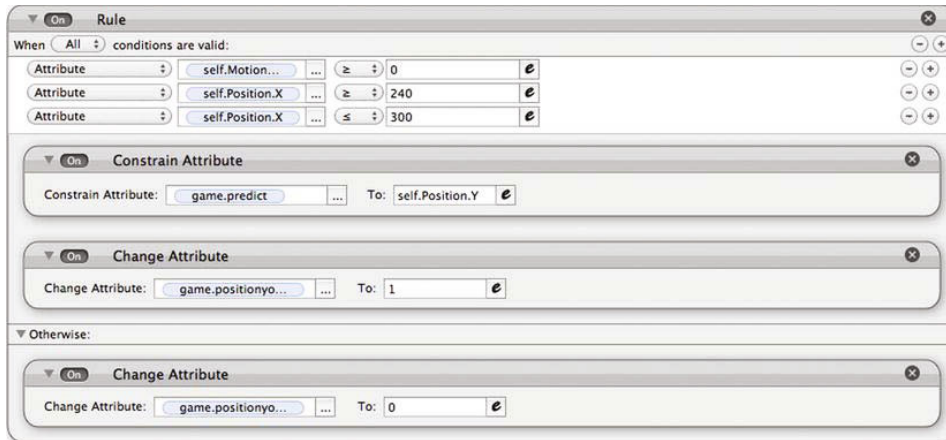 On Rule
When All conditions are valid:
Attribute self.Motion... ... ≥ 0 e
Attribute self.Position.X ... ≥ 240 e
Attribute self.Position.X ... ≤ 300 e
On Constrain Attribute
Constrain Attribute: game.predict ... To: self.Position.Y e
On Change Attribute
Change Attribute: game.positionyo... ... To: 1 e
Otherwise:
On Change Attribute
Change Attribute: game.positionyo... ... To: 0 e